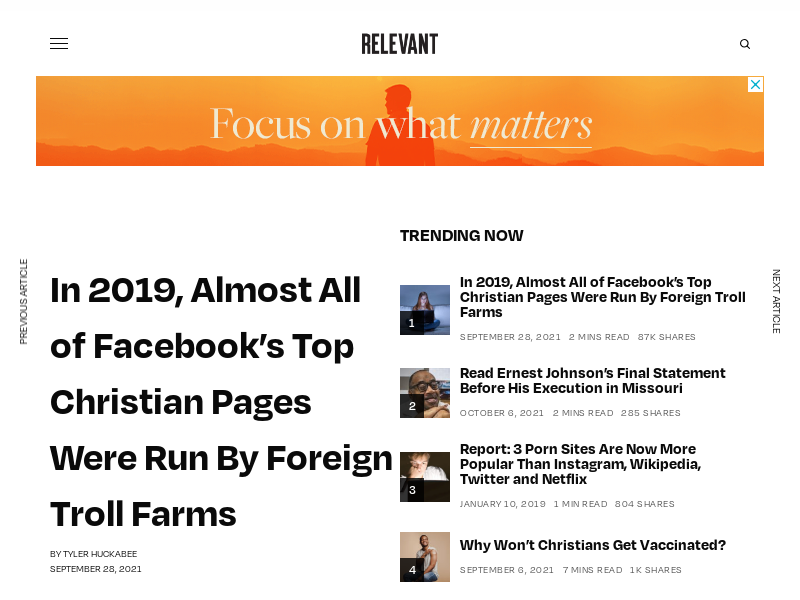 RELEVANT
Focus on what matters
PREVIOUS ARTICLE
In 2019, Almost All
of Facebook’s Top
Christian Pages
Were Run By Foreign
Troll Farms
BY TYLER HUCKABEE
SEPTEMBER 28, 2021
TRENDING NOW
1
In 2019, Almost All of Facebook’s Top
Christian Pages Were Run By Foreign Troll
Farms
SEPTEMBER 28, 2021 2 MINS READ 87K SHARES
2
Read Ernest Johnson’s Final Statement
Before His Execution in Missouri
OCTOBER 6, 2021 2 MINS READ 285 SHARES
3
Report: 3 Porn Sites Are Now More
Popular Than Instagram, Wikipedia,
Twitter and Netflix
JANUARY 10, 2019 1 MIN READ 804 SHARES
4
Why Won’t Christians Get Vaccinated?
SEPTEMBER 6, 2021 7 MINS READ 1K SHARES
NEXT ARTICLE